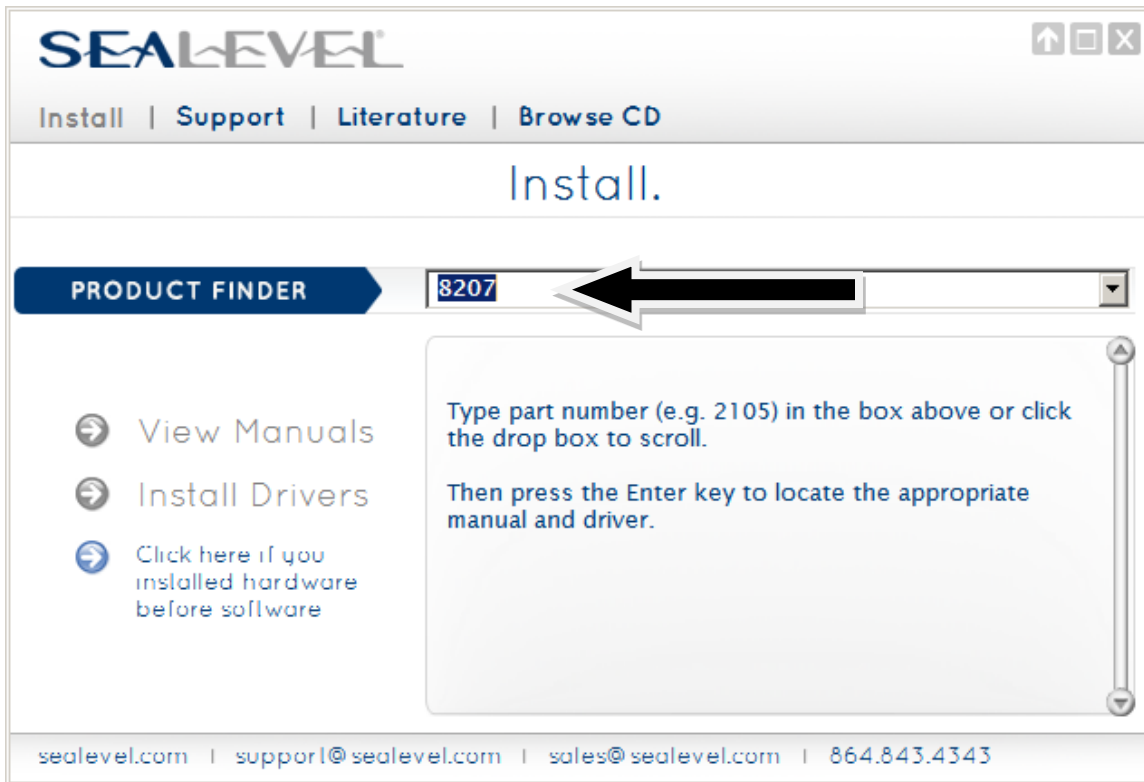 SEALEVEL
Install | Support | Literature | Browse CD
Install.
PRODUCT FINDER
8207
Type part number (e.g. 2105) in the box above or click
the drop box to scroll.
Then press the Enter key to locate the appropriate
manual and driver.
View Manuals
Install Drivers
Click here if you
installed hardware
before software
sealevel.com | support@sealevel.com | sales@sealevel.com | 864.843.4343